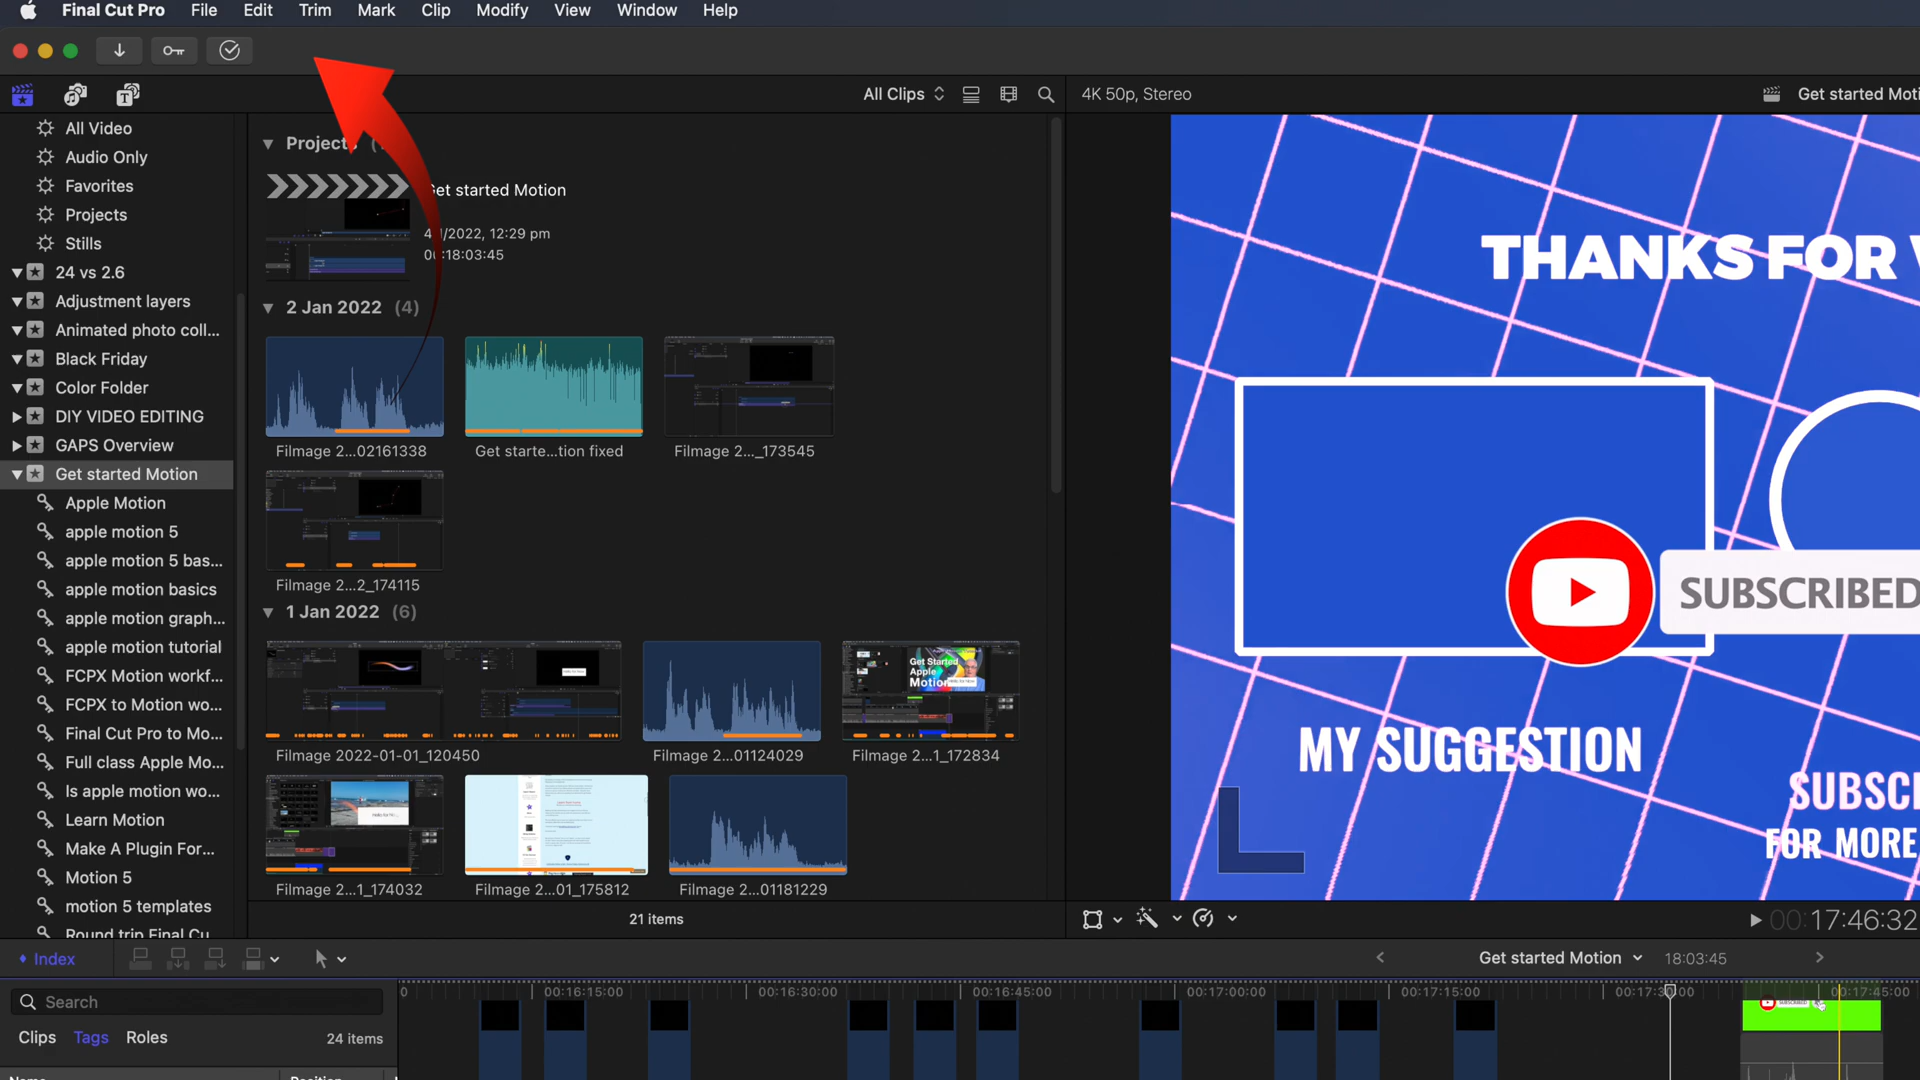 Final Cut Pro File Edit Trim Mark Clip Modify View Window Help
All Clips
4K 50p, Stereo
Get started Moti
All Video
Audio Only
Favorites
Projects
Stills
24 vs 2.6
Adjustment layers
Animated photo coll...
Black Friday
Color Folder
DIY VIDEO EDITING
GAPS Overview
Get started Motion
Apple Motion
apple motion 5
apple motion 5 bas...
apple motion basics
apple motion graph...
apple motion tutorial
FCPX Motion workf...
FCPX to Motion wo...
Final Cut Pro to Mo...
Full class Apple Mo...
Is apple motion wo...
Learn Motion
Make A Plugin For...
Motion 5
motion 5 templates
Round trip Final Cu
Projects
Get started Motion
/2022, 12:29 pm
00:18:03:45
2 Jan 2022 (4)
Filmage 2...02161338
Get starte...tion fixed
Filmage 2..._173545
Filmage 2...2_174115
1 Jan 2022 (6)
Get Started
Apple
Motion
Filmage 2022-01-01_120450
Filmage 2...01124029
Filmage 2...1_172834
Filmage 2...1_174032
Filmage 2...01_175812
Filmage 2...01181229
21 items
THANKS FOR
SUBSCRIBED
MY SUGGESTION
SUBSC
FOR MORE
00:17:46:32
Index
Get started Motion
18:03:45
Search
Clips Tags Roles
24 items
00:16:15:00 00:16:30:00 00:16:45:00 00:17:00:00 00:17:15:00 00:17:30:00 00:17:45:00
SUBSCRIBED
Name
Position